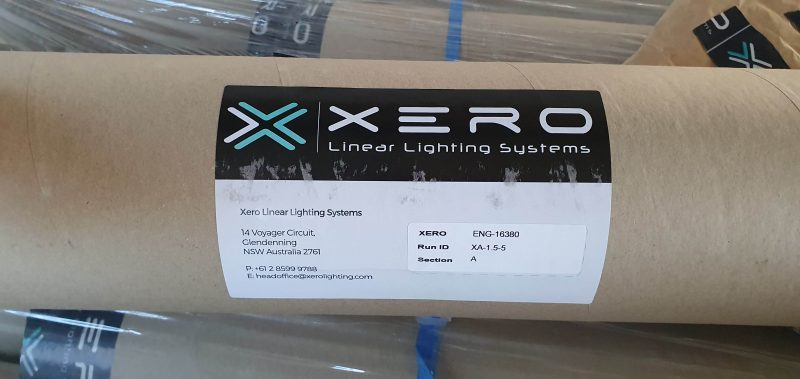 XERO
Linear Lighting Systems
Xero Linear Lighting Systems
14 Voyager Circuit,
Glendenning
NSW Australia 2761
P: +61 2 8599 9788
E: headoffice@xerolighting.com
XERO ENG-16380
Run ID XA-1.5-5
Section A